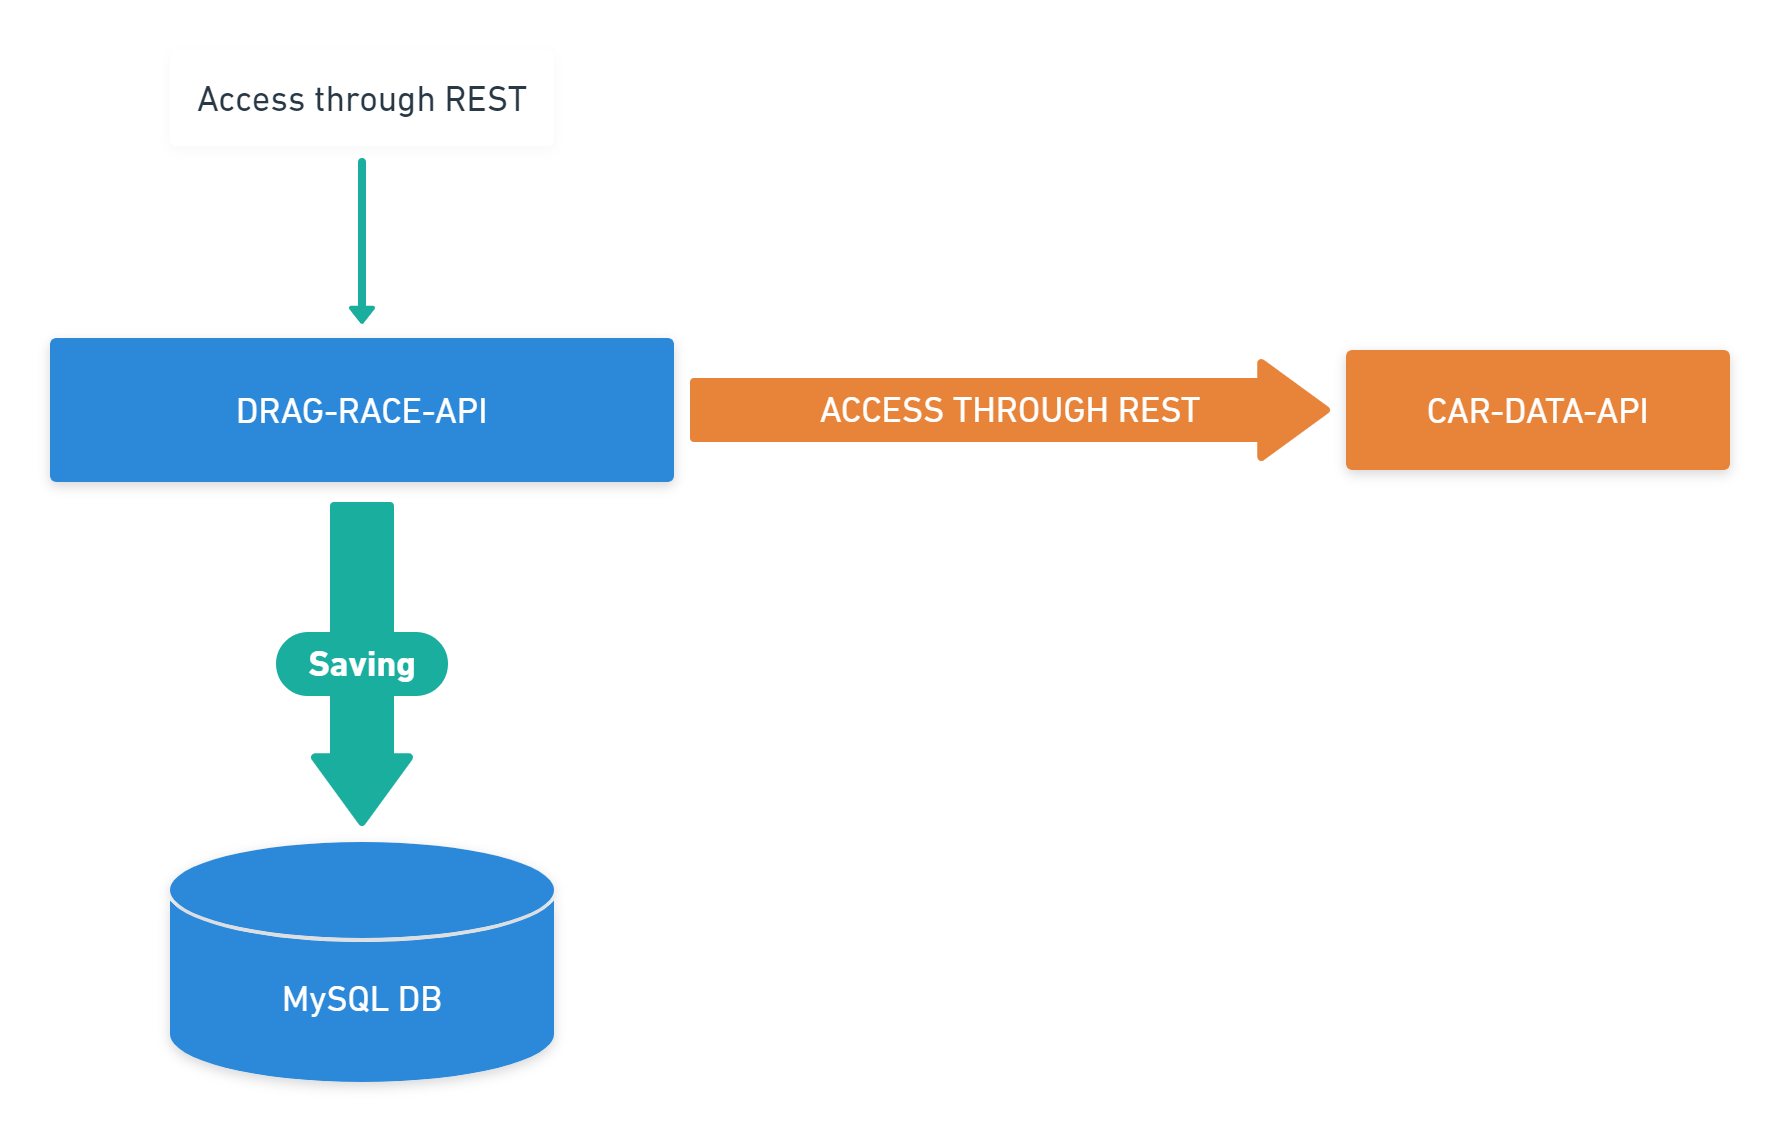 Access through REST
DRAG-RACE-API
ACCESS THROUGH REST
CAR-DATA-API
Saving
MySQL DB